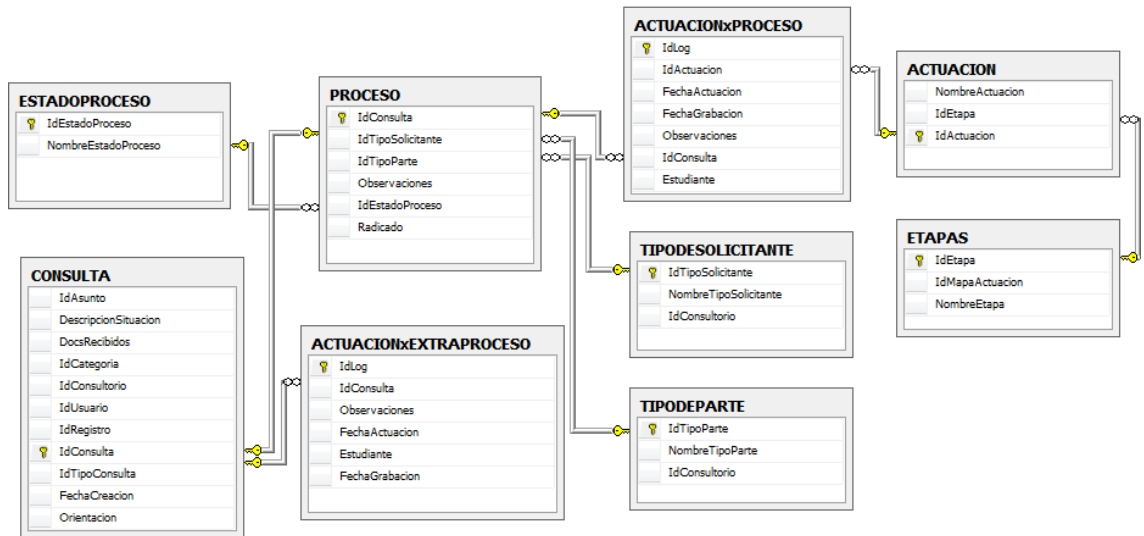 ESTADOPROCESO
IdEstadoProceso
NombreEstadoProceso
PROCESO
IdConsulta
IdTipoSolicitante
IdTipoParte
Observaciones
IdEstadoProceso
Radicado
ACTUACIONxPROCESO
IdLog
IdActuacion
FechaActuacion
FechaGrabacion
Observaciones
IdConsulta
Estudiante
ACTUACION
NombreActuacion
IdEtapa
IdActuacion
ETAPAS
IdEtapa
IdMapaActuacion
NombreEtapa
TIPODESOLICITANTE
IdTipoSolicitante
NombreTipoSolicitante
IdConsultorio
CONSULTA
IdAsunto
DescripcionSituacion
DocsRecibidos
IdCategoria
IdConsultorio
IdUsuario
IdRegistro
IdConsulta
IdTipoConsulta
FechaCreacion
Orientacion
ACTUACIONxEXTRAPROCESO
IdLog
IdConsulta
Observaciones
FechaActuacion
Estudiante
FechaGrabacion
TIPODEPARTE
IdTipoParte
NombreTipoParte
IdConsultorio